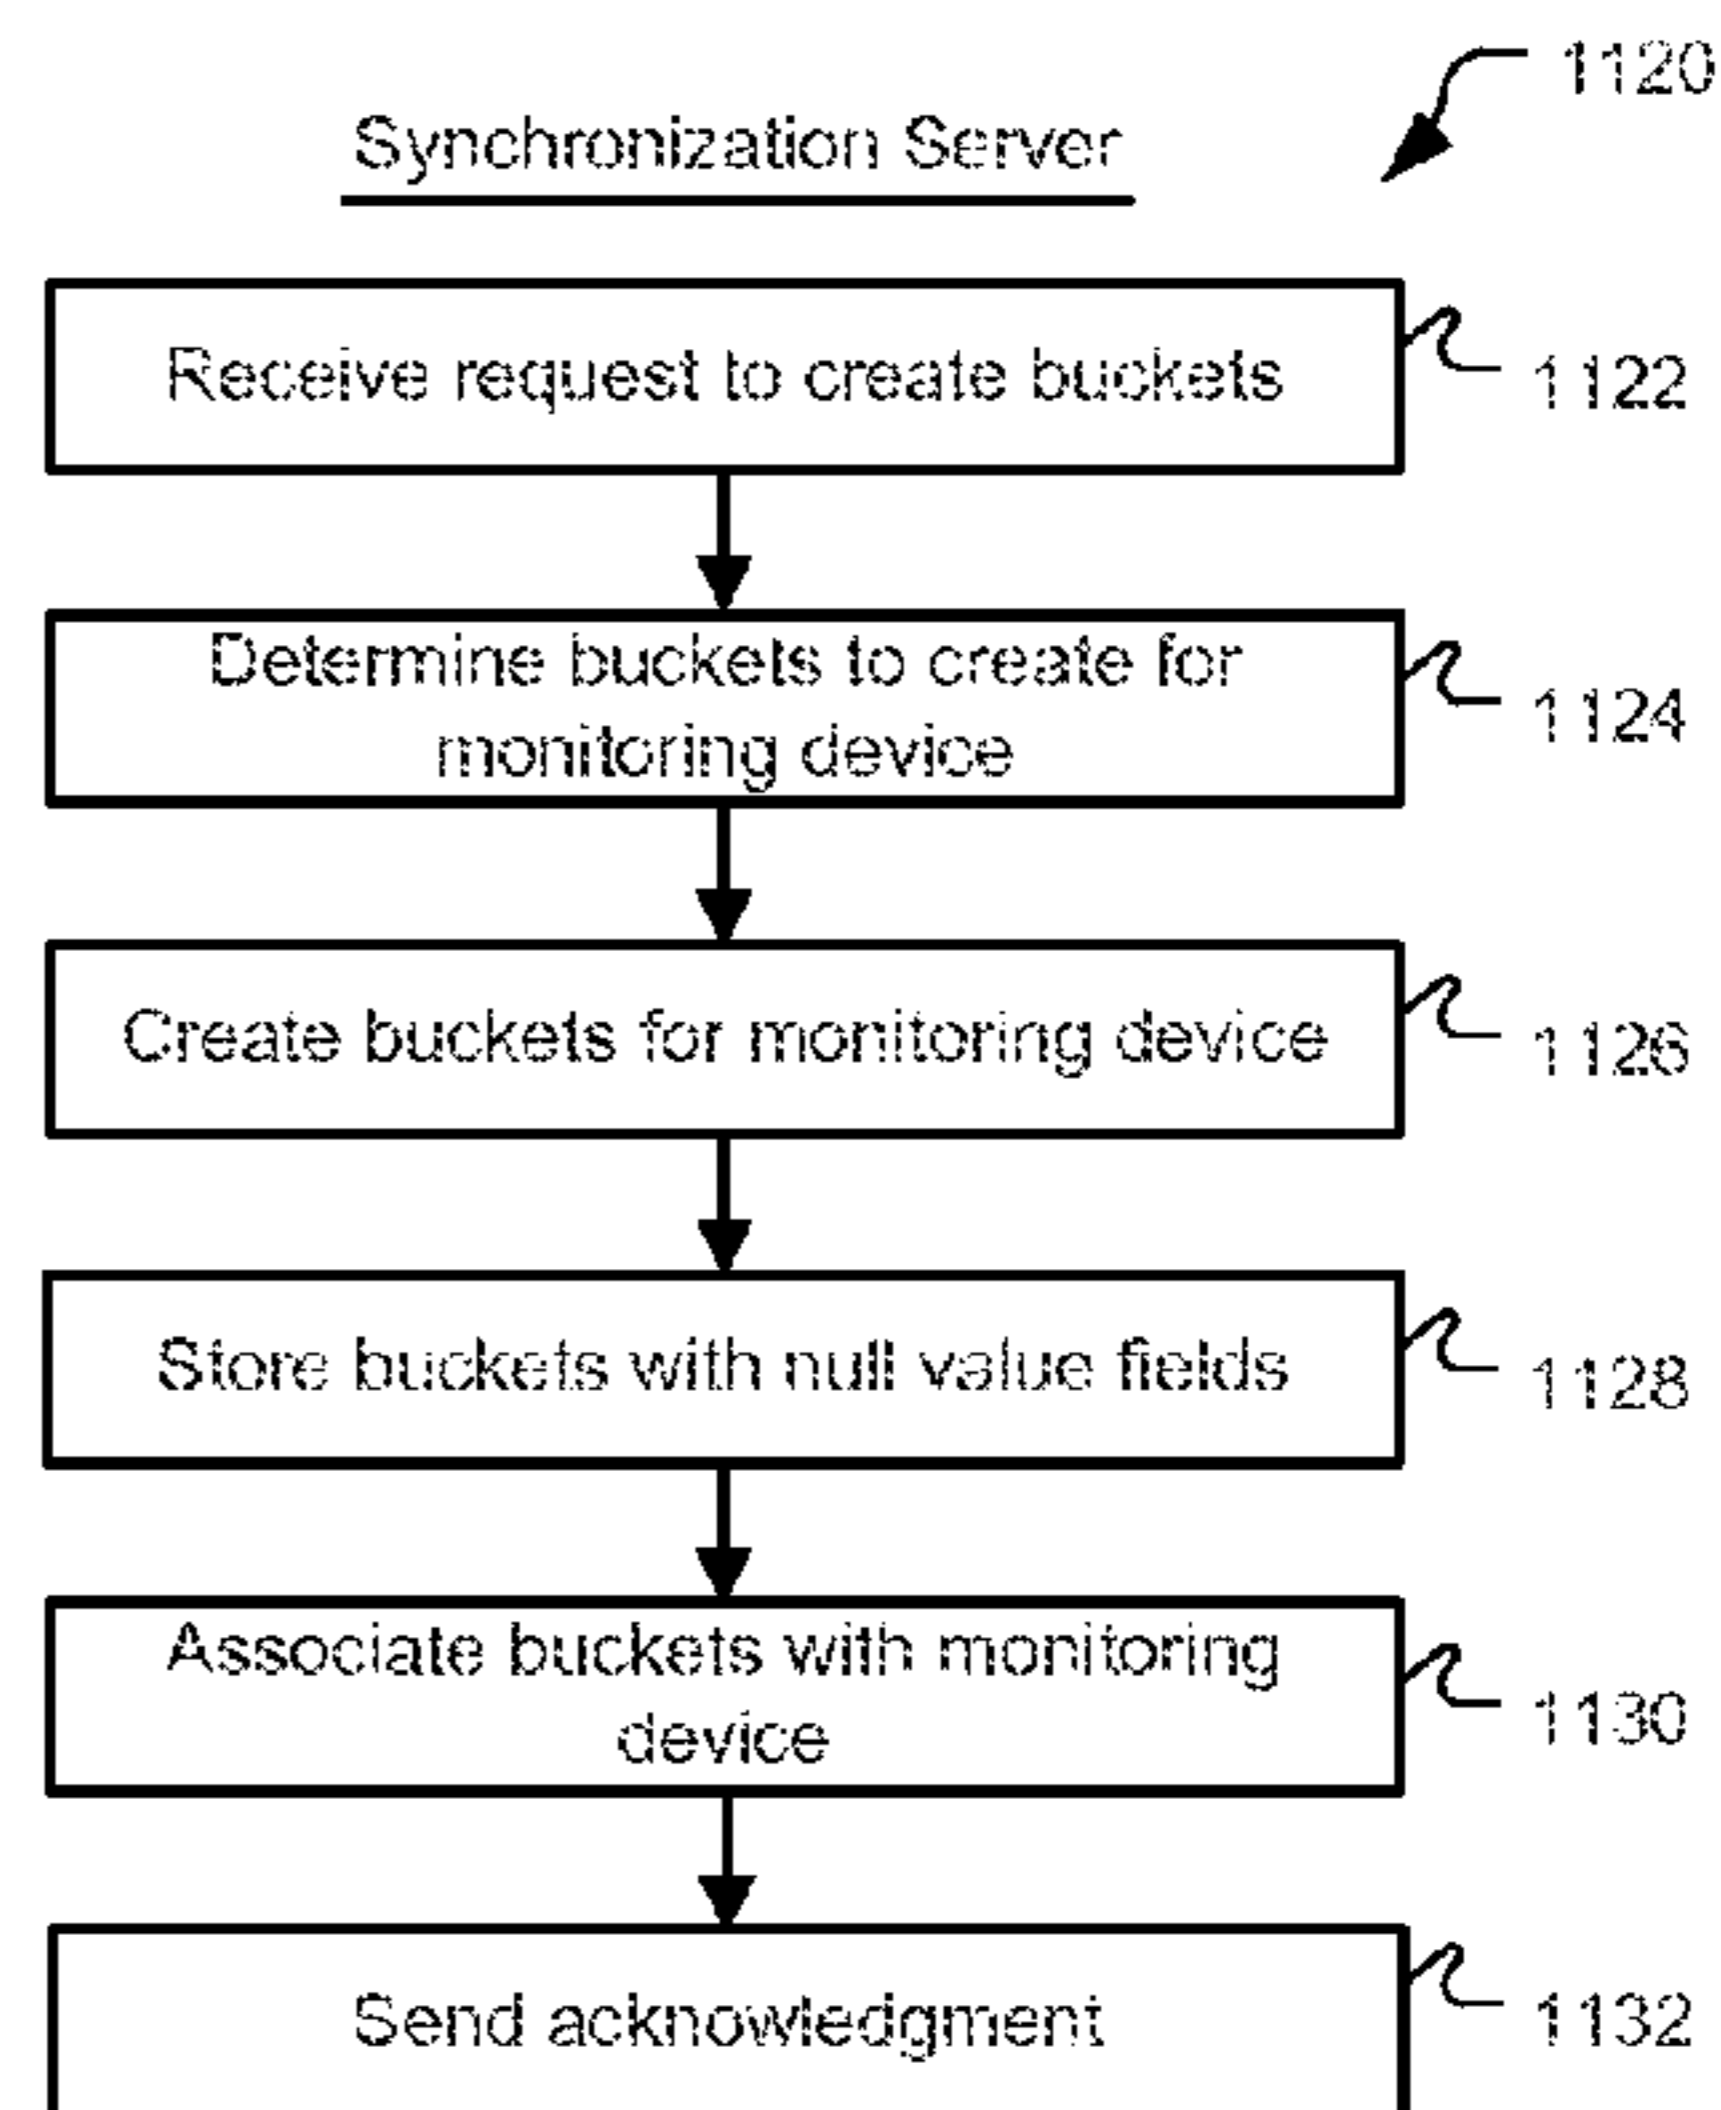 1120
Synchronization Server
Receive request to create buckets
1122
Determine buckets to create for
monitoring device
1124
Create buckets for monitoring device
1126
Store buckets with null value fields
1128
Associate buckets with monitoring
device
1130
Send acknowledgment
1132